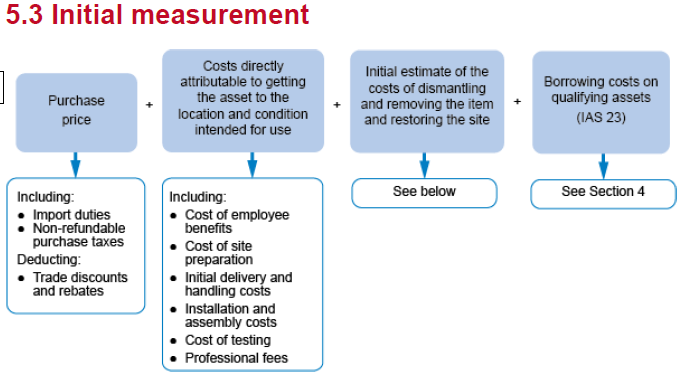 5.3 Initial measurement
Purchase
price
+
Costs directly
attributable to getting
the asset to the
location and condition
intended for use
+
Initial estimate of the
costs of dismantling
and removing the item
and restoring the site
+
Borrowing costs on
qualifying assets
(IAS 23)
Including:
• Import duties
• Non-refundable
purchase taxes
Deducting:
• Trade discounts
and rebates
Including:
• Cost of employee
benefits
• Cost of site
preparation
• Initial delivery and
handling costs
• Installation and
assembly costs
• Cost of testing
• Professional fees
See below
See Section 4